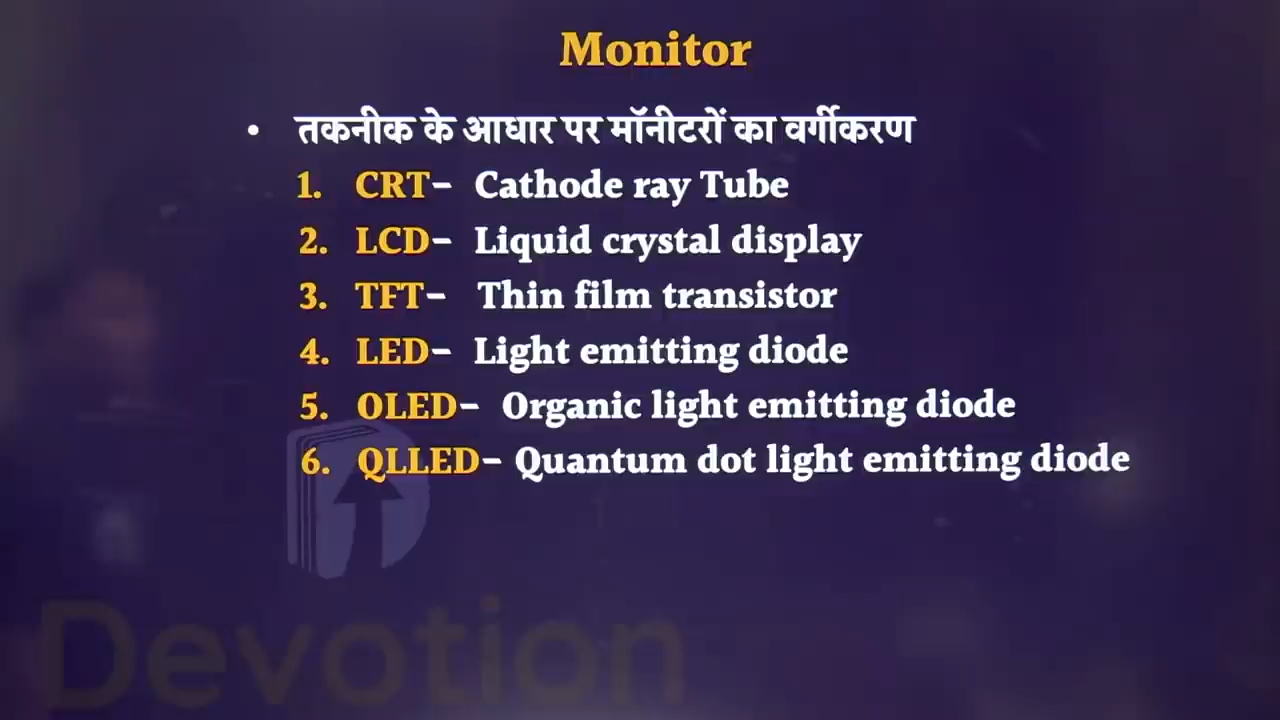 Monitor
• तकनीक के आधार पर मॉनीटरों का वर्गीकरण
1. CRT– Cathode ray Tube
2. LCD– Liquid crystal display
3. TFT– Thin film transistor
4. LED– Light emitting diode
5. OLED– Organic light emitting diode
6. QLLED– Quantum dot light emitting diode
Devotion